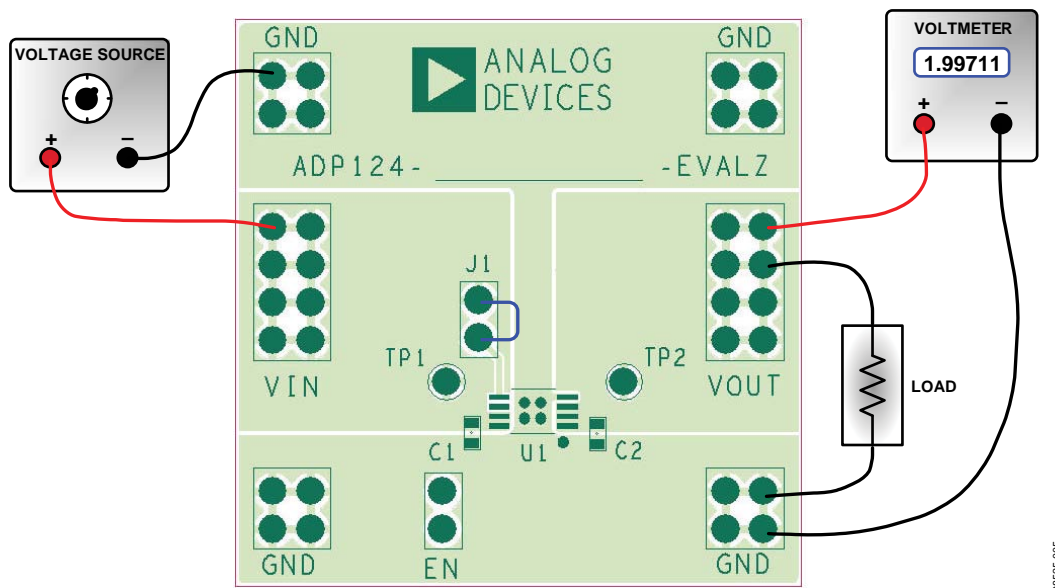 VOLTAGE SOURCE
+ −
GND
ANALOG
DEVICES
GND
VOLTMETER
1.99711
+ −
ADP124- -EVALZ
J1
TP1
TP2
VIN
VOUT
LOAD
C1
U1
C2
GND
EN
GND